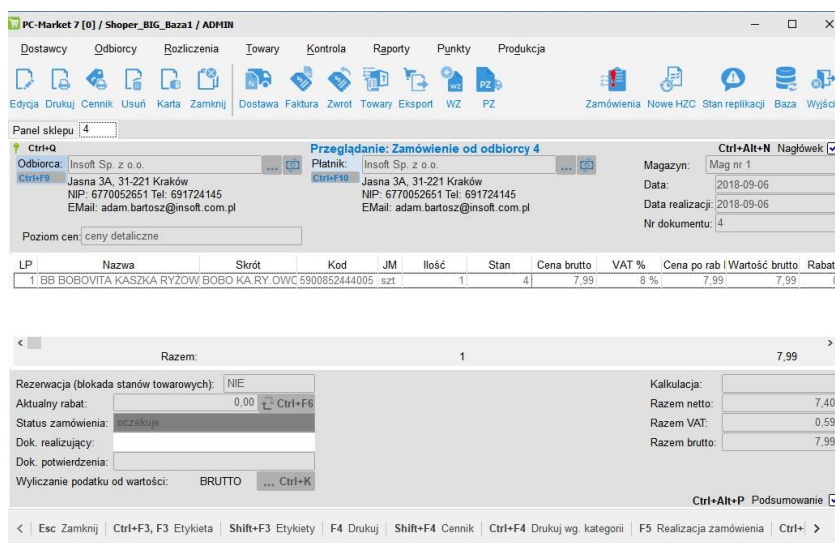 PC-Market 7 [0] / Shoper_BIG_Baza1 / ADMIN
Dostawcy Odbiorcy Rozliczenia Towary Kontrola Raporty Punkty Produkcja
Edycja Drukuj Cennik Usuń Karta Zamknij Dostawa Faktura Zwrot Towary Eksport WZ PZ Zamówienia Nowe HZC Stan replikacji Baza Wyjści
Panel sklepu 4
Ctrl+Q Przeglądanie: Zamówienie od odbiorcy 4 Ctrl+Alt+N Nagłówek
Odbiorca: Insoft Sp. z o.o. ... Płatnik: Insoft Sp. z o.o. ... Magazyn: Mag nr 1
Ctrl+F9 Jasna 3A, 31-221 Kraków Ctrl+F10 Jasna 3A, 31-221 Kraków Data: 2018-09-06
NIP: 6770052651 Tel: 691724145 NIP: 6770052651 Tel: 691724145
EMail: adam.bartosz@insoft.com.pl EMail: adam.bartosz@insoft.com.pl Data realizacji: 2018-09-06
Nr dokumentu: 4
Poziom cen: ceny detaliczne
LP Nazwa Skrót Kod JM Ilość Stan Cena brutto VAT % Cena po rab Wartość brutto Rabat
1 BB BOBOVITA KASZKA RYŻOW BOBO KA.RY.OWC 5900852444005 szt 1 4 7,99 8 % 7,99 7,99 0
Razem: 1 7,99
Rezerwacja (blokada stanów towarowych): NIE Kalkulacja:
Aktualny rabat: 0,00 Ctrl+F6 Razem netto: 7,40
Status zamówienia: oczekuje Razem VAT: 0,59
Dok. realizujący: Razem brutto: 7,99
Dok. potwierdzenia:
Wyliczanie podatku od wartości: BRUTTO ... Ctrl+K
Ctrl+Alt+P Podsumowanie
Esc Zamknij Ctrl+F3, F3 Etykieta Shift+F3 Etykiety F4 Drukuj Shift+F4 Cennik Ctrl+F4 Drukuj wg. kategorii F5 Realizacja zamówienia Ctrl+